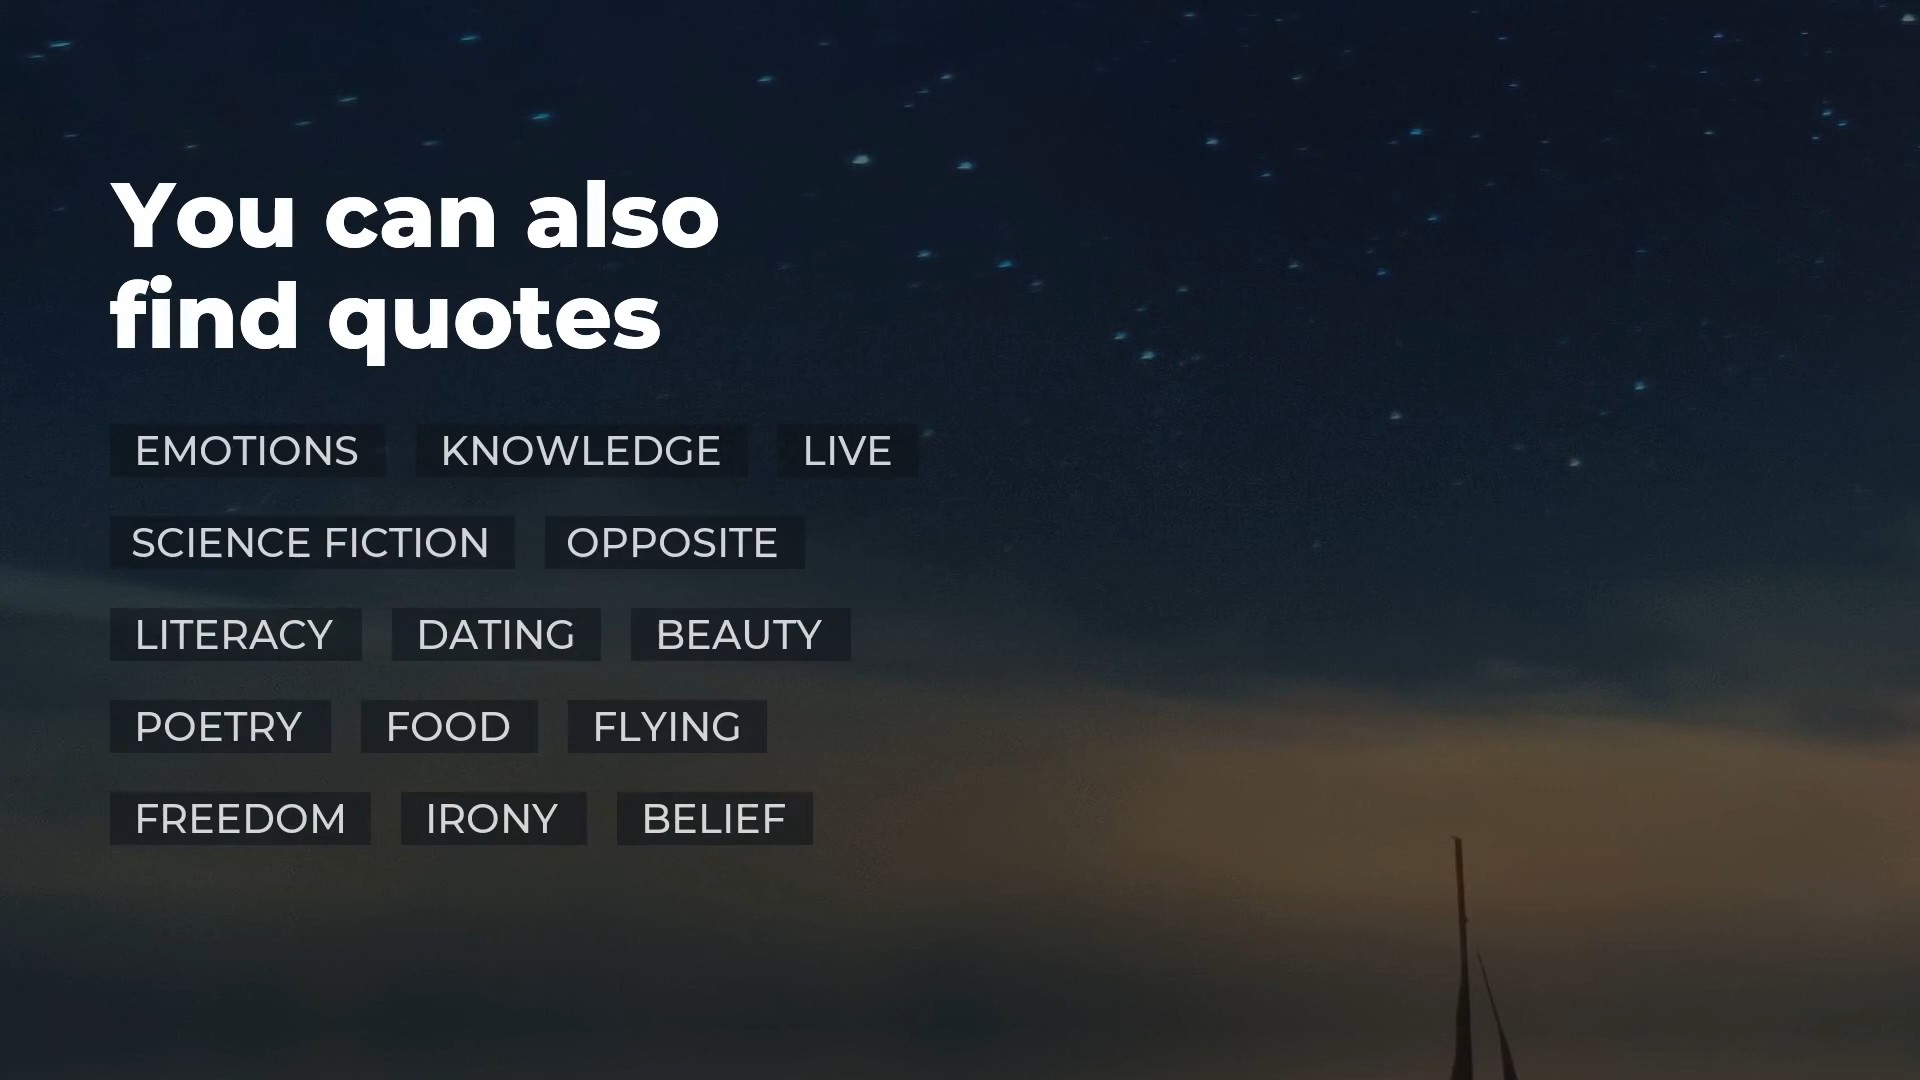 You can also
find quotes
EMOTIONS KNOWLEDGE LIVE
SCIENCE FICTION OPPOSITE
LITERACY DATING BEAUTY
POETRY FOOD FLYING
FREEDOM IRONY BELIEF